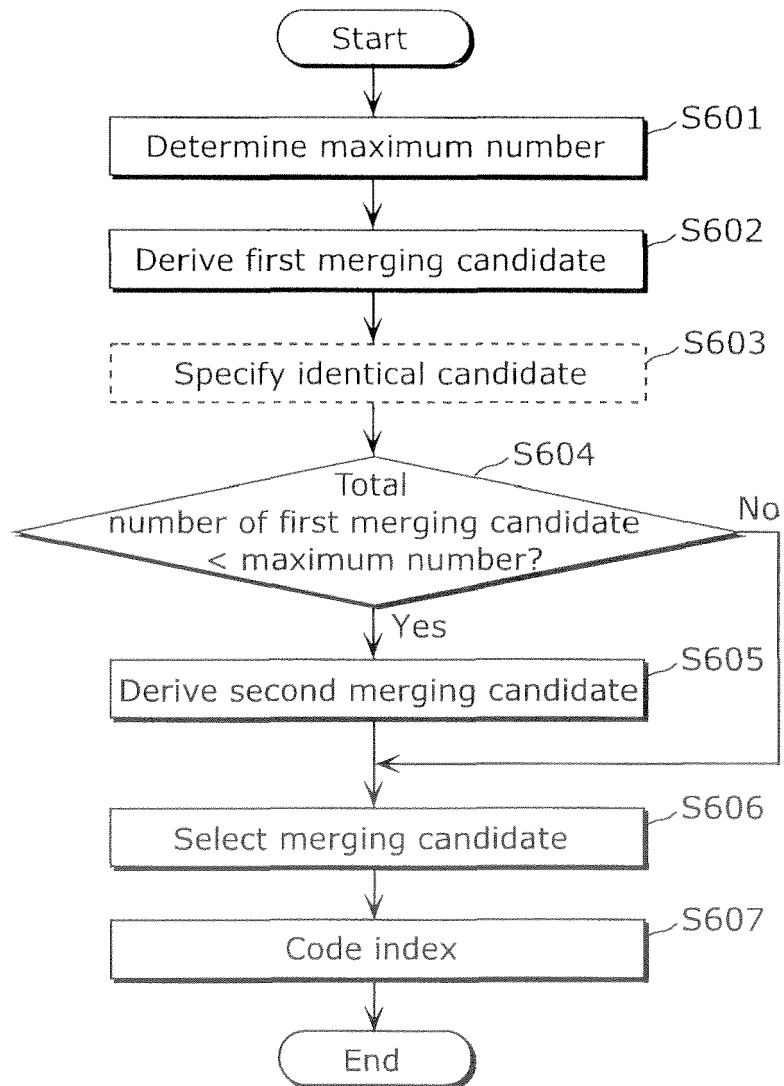 Start
S601
Determine maximum number
S602
Derive first merging candidate
S603
Specify identical candidate
S604
Total
number of first merging candidate
< maximum number?
No
Yes
S605
Derive second merging candidate
S606
Select merging candidate
S607
Code index
End